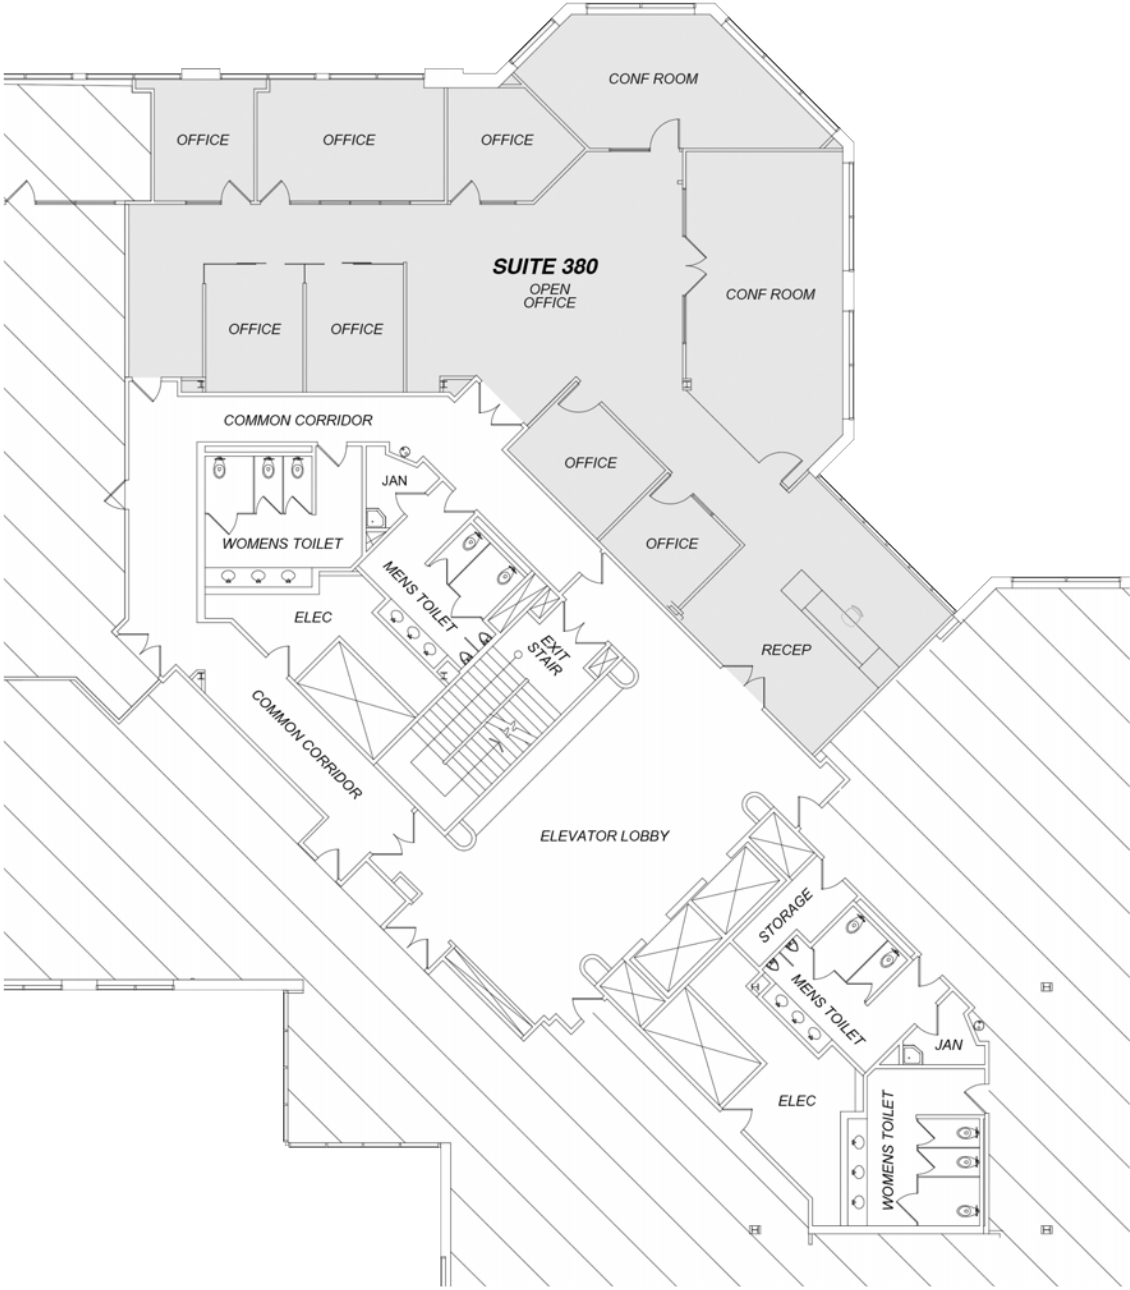 CONF ROOM
OFFICE
OFFICE
OFFICE
SUITE 380
OPEN
OFFICE
CONF ROOM
OFFICE
OFFICE
COMMON CORRIDOR
OFFICE
JAN
WOMENS TOILET
OFFICE
MENS TOILET
ELEC
EXIT
STAIR
RECEP
COMMON CORRIDOR
ELEVATOR LOBBY
STORAGE
MENS TOILET
JAN
ELEC
WOMENS TOILET